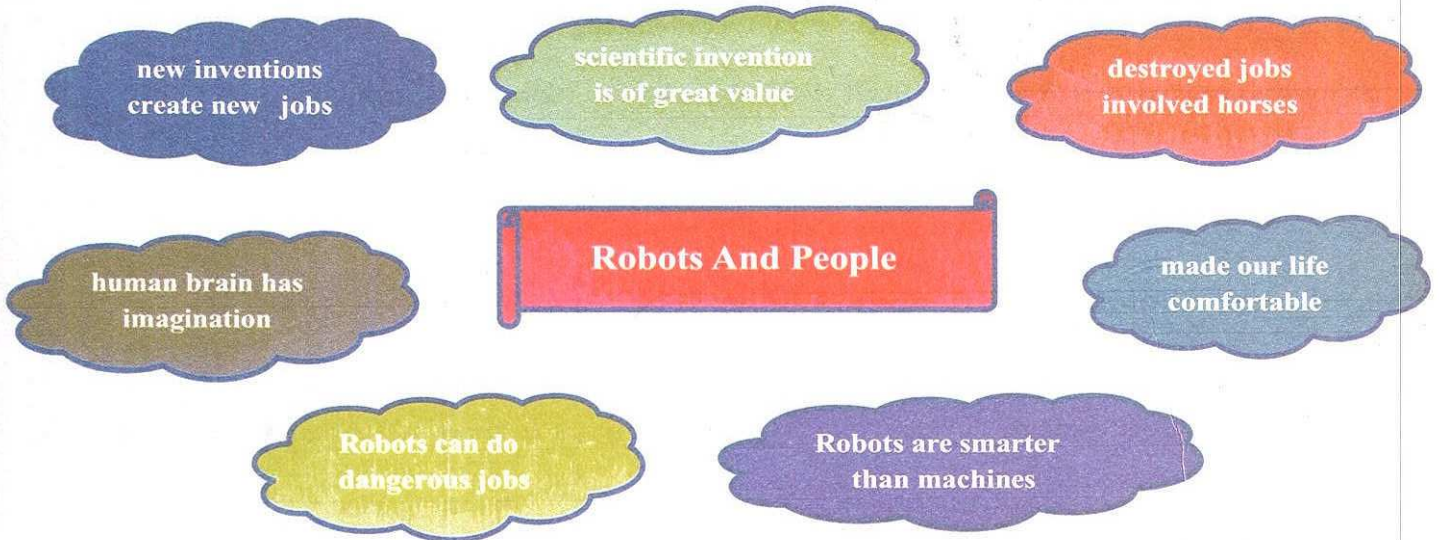 new inventions
create new jobs
scientific invention
is of great value
destroyed jobs
involved horses
Robots And People
human brain has
imagination
made our life
comfortable
Robots can do
dangerous jobs
Robots are smarter
than machines